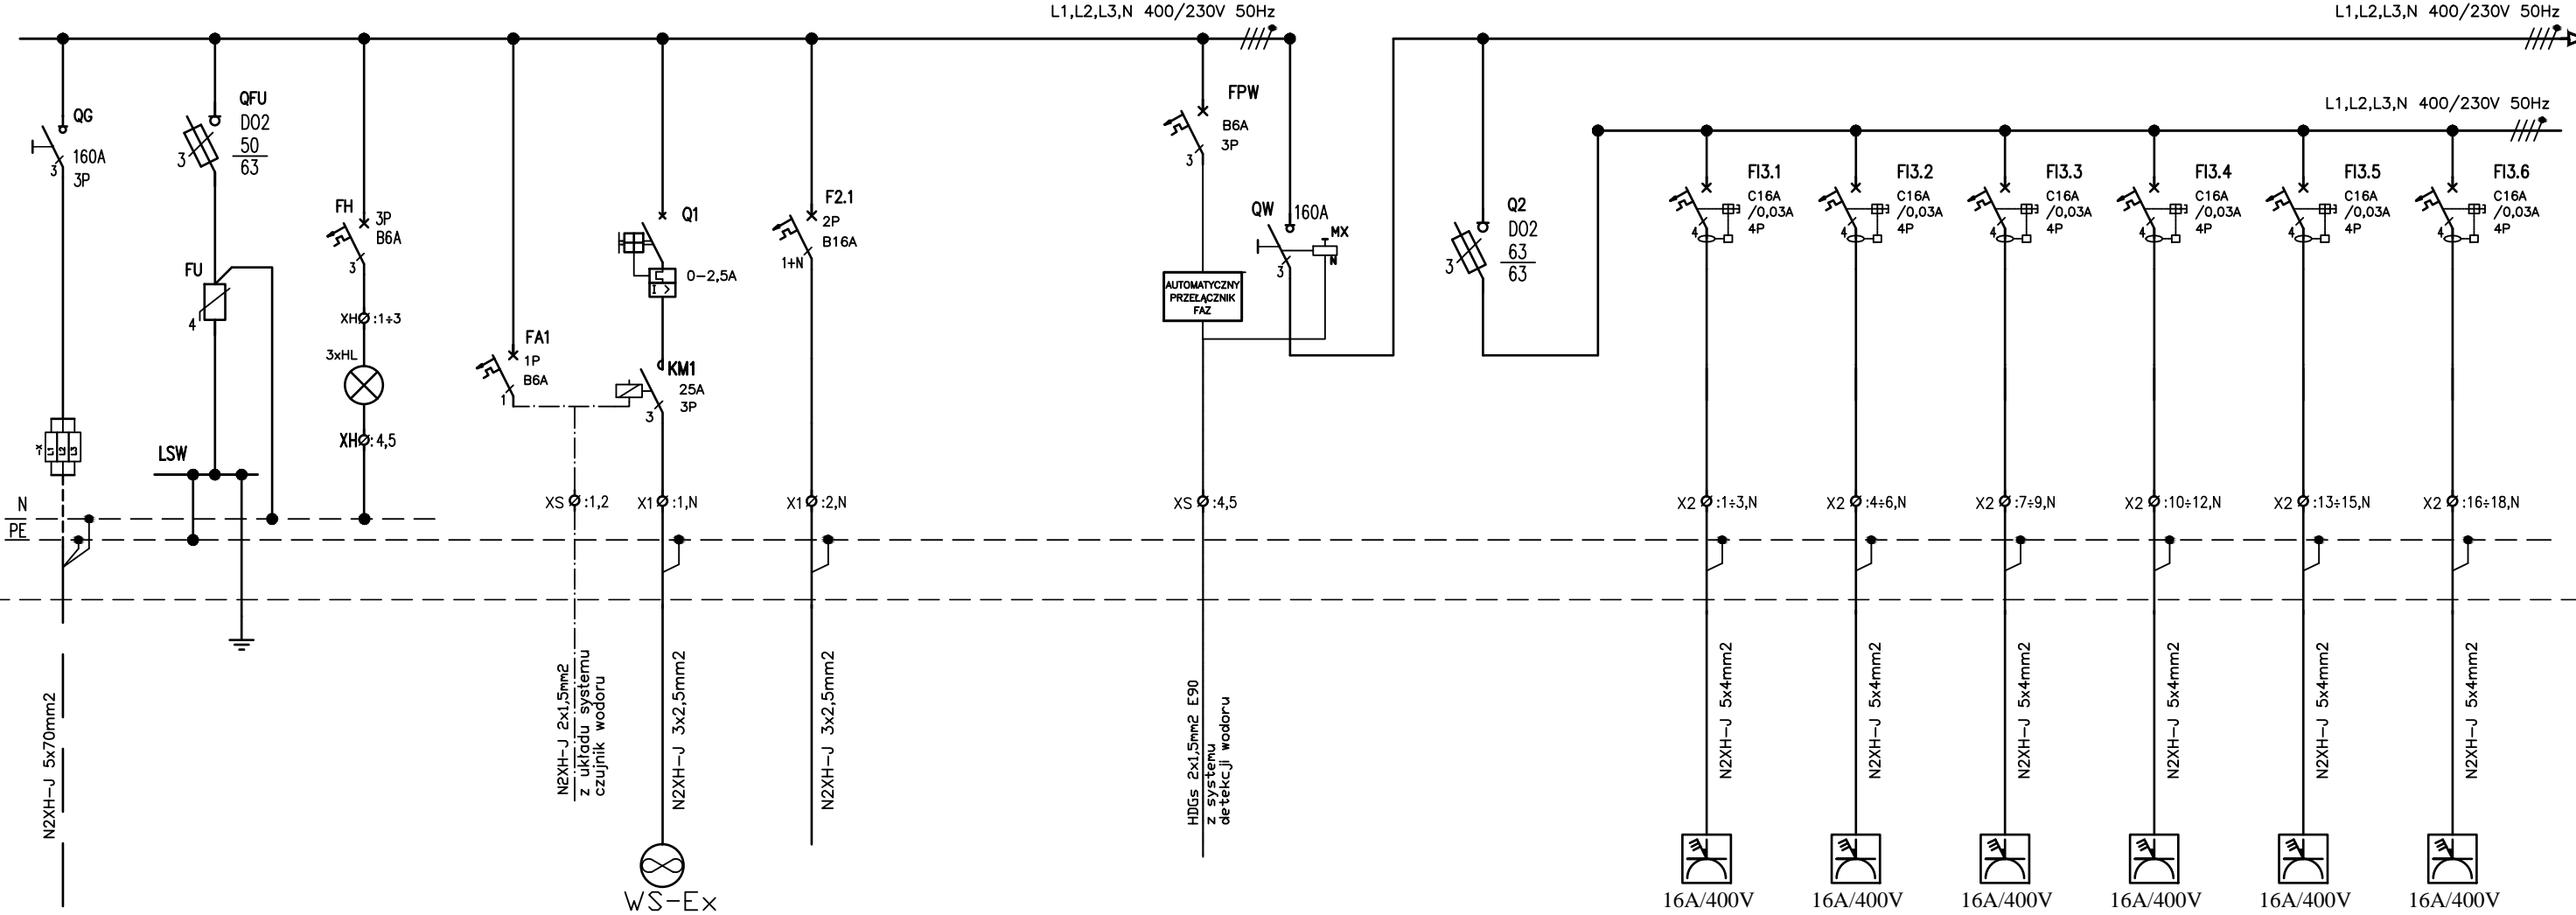 L1,L2,L3,N 400/230V 50Hz
L1,L2,L3,N 400/230V 50Hz
L1,L2,L3,N 400/230V 50Hz
QG
160A
3
3P
-X
L1
L2
L3
QFU
D02
50
63
3
FU
4
LSW
FH
3P
B6A
3
XH :1÷3
3xHL
XH :4,5
FA1
1P
B6A
1
Q1
0-2,5A
I >
KM1
25A
3P
3
F2.1
2P
B16A
1+N
FPW
B6A
3P
3
AUTOMATYCZNY
PRZEŁĄCZNIK
FAZ
QW
160A
3
MX
N
Q2
D02
63
63
3
FI3.1
C16A
/0,03A
4P
4
FI3.2
C16A
/0,03A
4P
4
FI3.3
C16A
/0,03A
4P
4
FI3.4
C16A
/0,03A
4P
4
FI3.5
C16A
/0,03A
4P
4
FI3.6
C16A
/0,03A
4P
4
N
PE
XS :1,2
X1 :1,N
X1 :2,N
XS :4,5
X2 :1÷3,N
X2 :4÷6,N
X2 :7÷9,N
X2 :10÷12,N
X2 :13÷15,N
X2 :16÷18,N
N2XH-J 5x70mm2
N2XH-J 2x1,5mm2
z układu systemu
czujnik wodoru
N2XH-J 3x2,5mm2
N2XH-J 3x2,5mm2
HDGs 2x1,5mm2 E90
z systemu
detekcji wodoru
N2XH-J 5x4mm2
N2XH-J 5x4mm2
N2XH-J 5x4mm2
N2XH-J 5x4mm2
N2XH-J 5x4mm2
N2XH-J 5x4mm2
WS-Ex
16A/400V
16A/400V
16A/400V
16A/400V
16A/400V
16A/400V